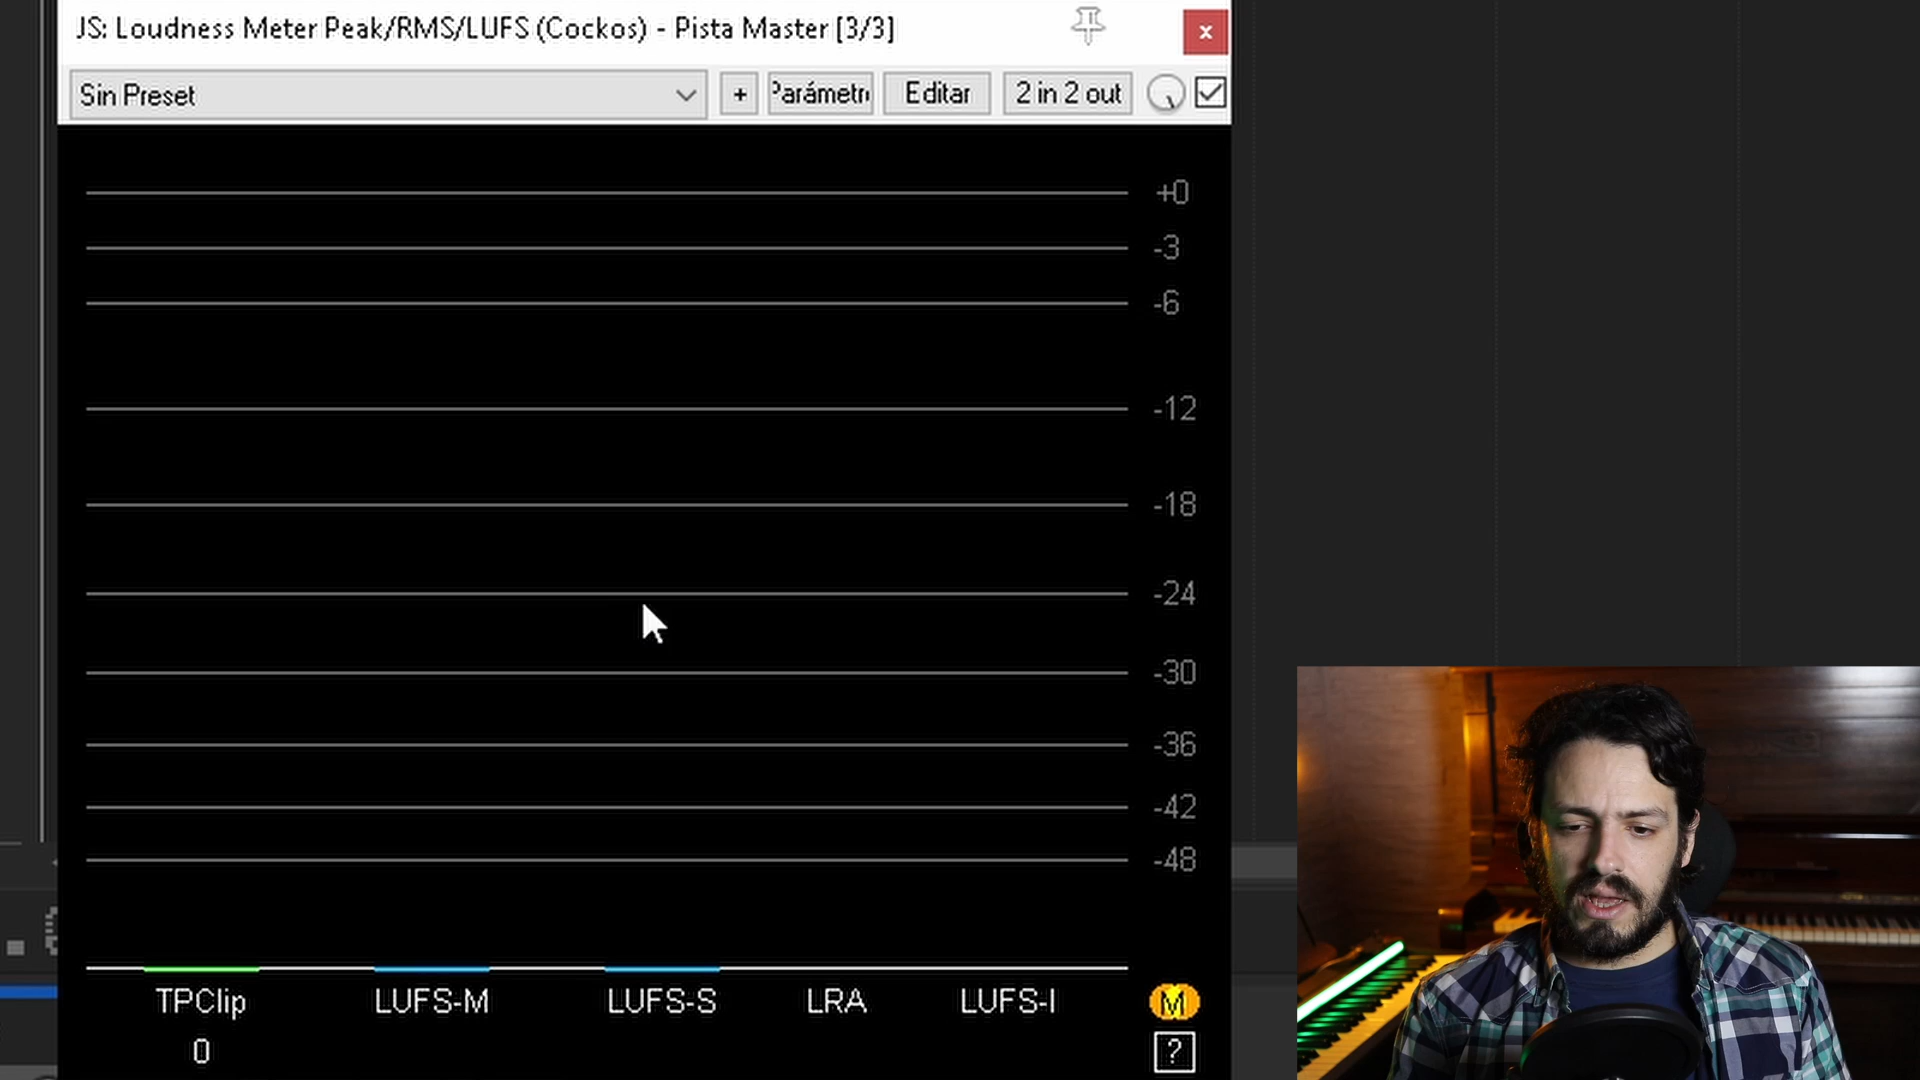 JS: Loudness Meter Peak/RMS/LUFS (Cockos) - Pista Master [3/3]
x
Sin Preset
+
Parámetr
Editar
2 in 2 out
+0
-3
-6
-12
-18
-24
-30
-36
-42
-48
TPClip LUFS-M LUFS-S LRA LUFS-I M
0 ?